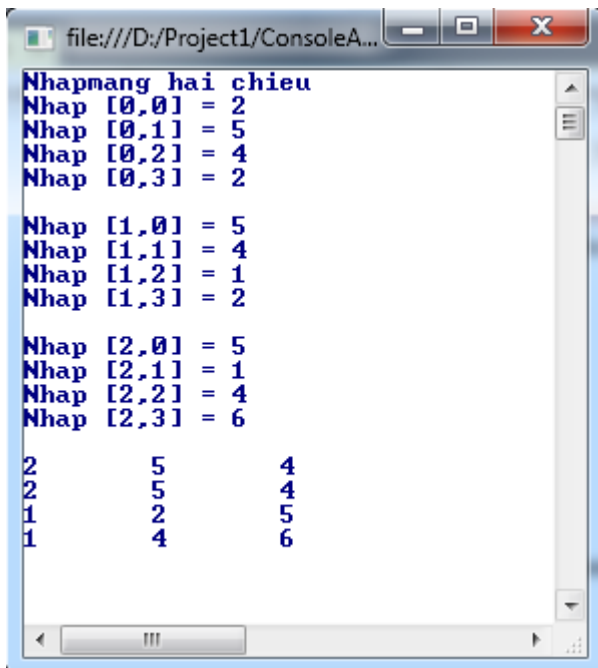 file:///D:/Project1/ConsoleA...
Nhapmang hai chieu
Nhap [0,0] = 2
Nhap [0,1] = 5
Nhap [0,2] = 4
Nhap [0,3] = 2
Nhap [1,0] = 5
Nhap [1,1] = 4
Nhap [1,2] = 1
Nhap [1,3] = 2
Nhap [2,0] = 5
Nhap [2,1] = 1
Nhap [2,2] = 4
Nhap [2,3] = 6
2 5 4
2 5 4
1 2 5
1 4 6